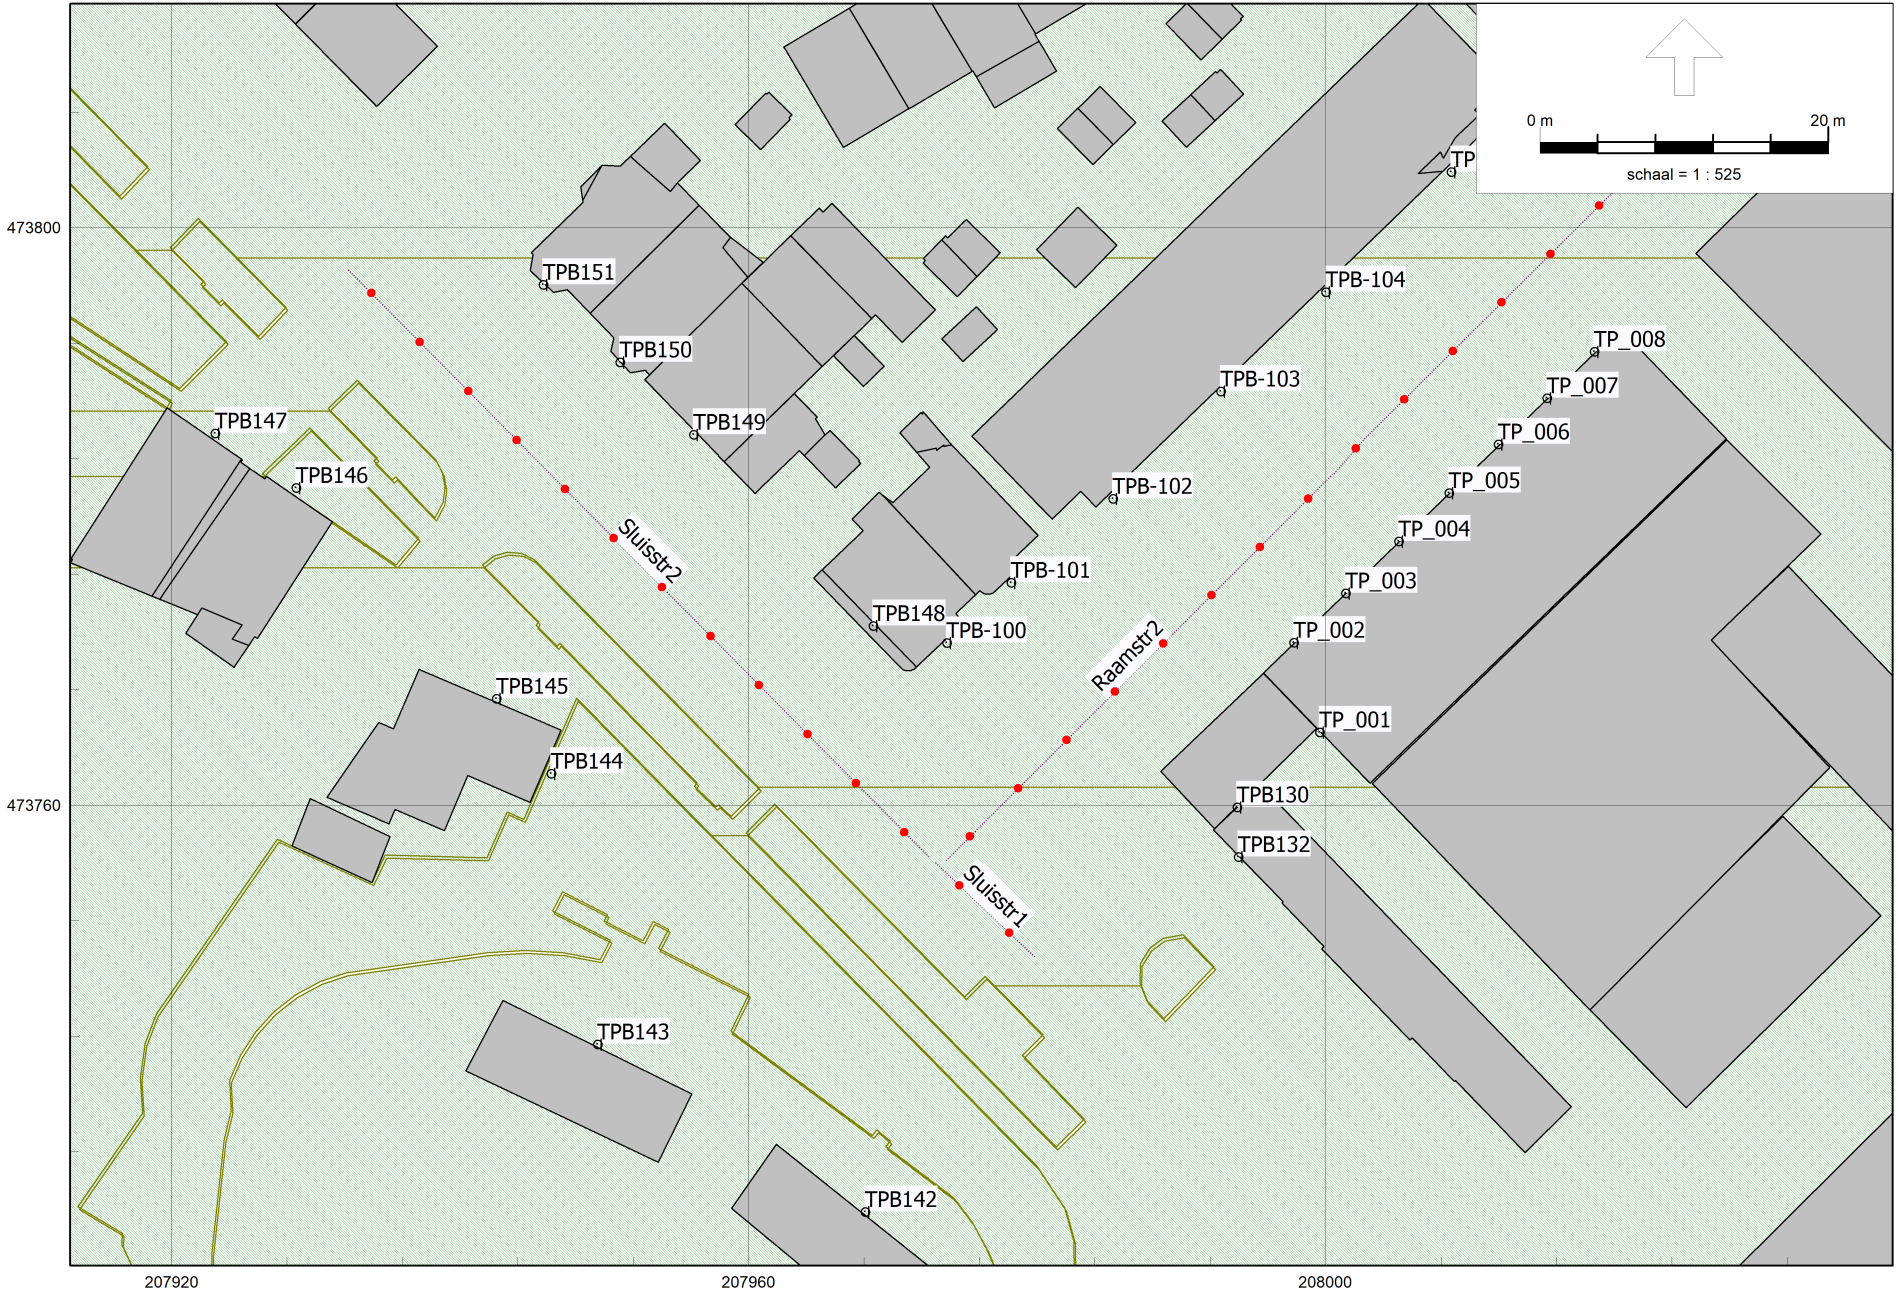 0 m 20 m
schaal = 1 : 525
TP
473800
TPB151
TPB-104
TPB150
TP_008
TPB-103
TP_007
TPB147
TPB149
TP_006
TPB146
TPB-102
TP_005
TP_004
Sluisstr2
TPB-101
TP_003
TPB148
TPB-100
TP_002
Raamstr2
TPB145
TP_001
TPB144
TPB130
473760
TPB132
Sluisstr1
TPB143
TPB142
207920 207960 208000